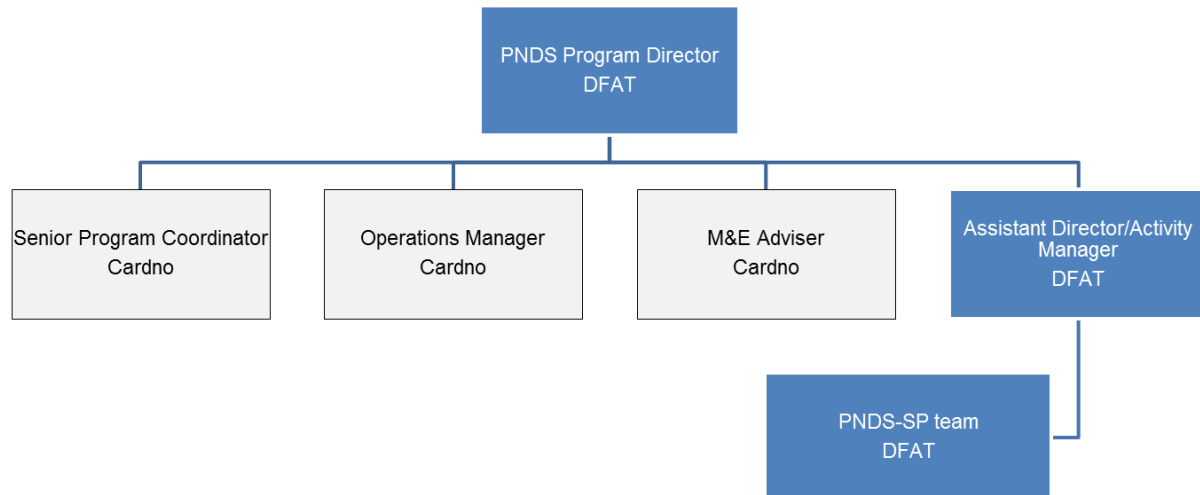 PNDS Program Director
DFAT
Senior Program Coordinator
Cardno
Operations Manager
Cardno
M&E Adviser
Cardno
Assistant Director/Activity
Manager
DFAT
PNDS-SP team
DFAT